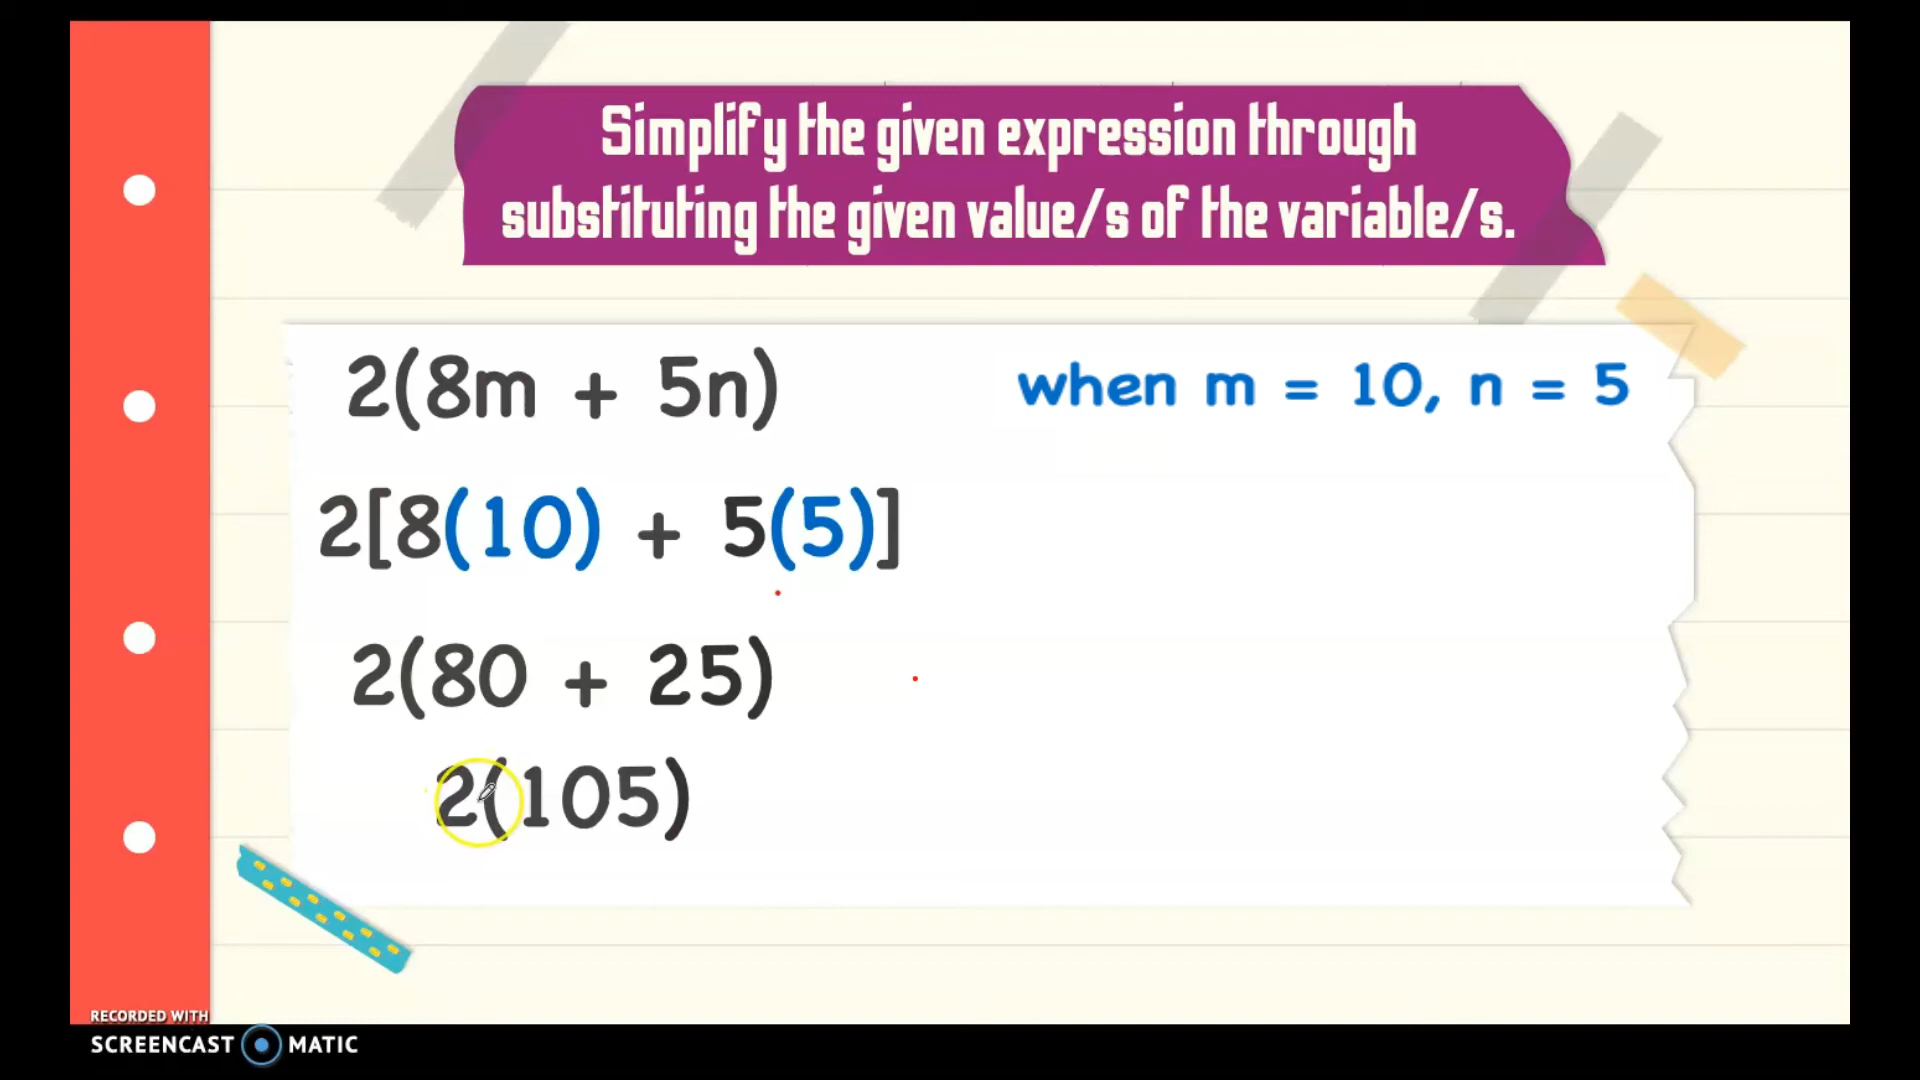 Simplify the given expression through
substituting the given value/s of the variable/s.
2(8m + 5n)
when m = 10, n = 5
2[8(10) + 5(5)]
2(80 + 25)
2(105)
RECORDED WITH
SCREENCAST MATIC